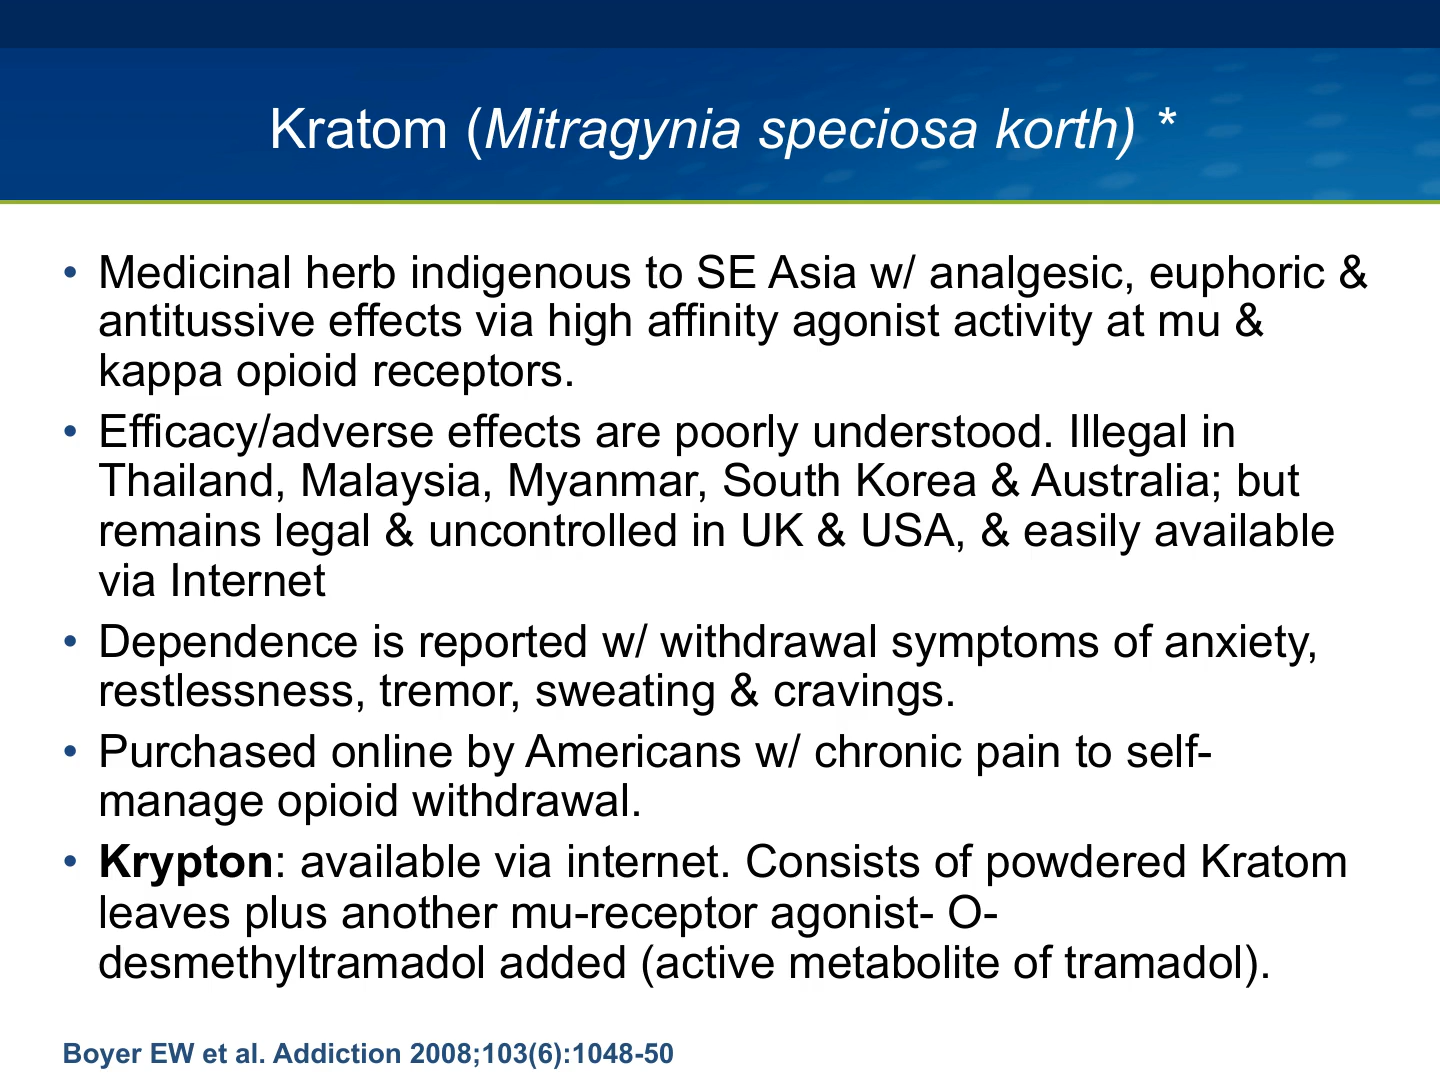 Kratom (Mitragynia speciosa korth) *
• Medicinal herb indigenous to SE Asia w/ analgesic, euphoric &
antitussive effects via high affinity agonist activity at mu &
kappa opioid receptors.
• Efficacy/adverse effects are poorly understood. Illegal in
Thailand, Malaysia, Myanmar, South Korea & Australia; but
remains legal & uncontrolled in UK & USA, & easily available
via Internet
• Dependence is reported w/ withdrawal symptoms of anxiety,
restlessness, tremor, sweating & cravings.
• Purchased online by Americans w/ chronic pain to self-
manage opioid withdrawal.
• Krypton: available via internet. Consists of powdered Kratom
leaves plus another mu-receptor agonist- O-
desmethyltramadol added (active metabolite of tramadol).
Boyer EW et al. Addiction 2008;103(6):1048-50